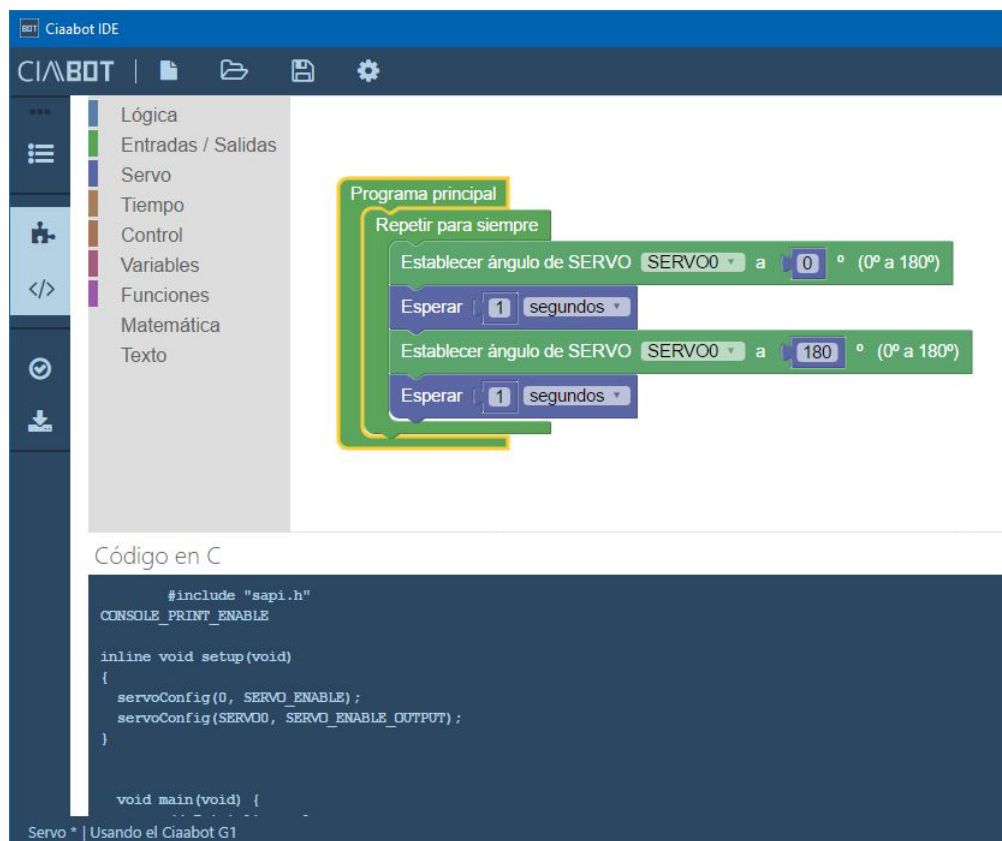 Ciaabot IDE
CIAABOT
Lógica
Entradas / Salidas
Servo
Tiempo
Control
Variables
Funciones
Matemática
Texto
Programa principal
Repetir para siempre
Establecer ángulo de SERVO SERVO0 a 0 º (0º a 180º)
Esperar 1 segundos
Establecer ángulo de SERVO SERVO0 a 180 º (0º a 180º)
Esperar 1 segundos
Código en C
#include "sapi.h"
CONSOLE_PRINT_ENABLE
inline void setup(void)
{
servoConfig(0, SERVO_ENABLE);
servoConfig(SERVO0, SERVO_ENABLE_OUTPUT);
}
void main(void) {
Servo * | Usando el Ciaabot G1